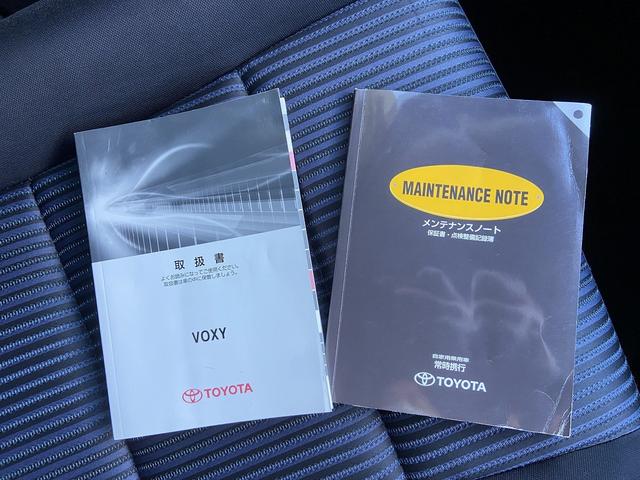 取扱書
よくお読みになってご使用ください。
取扱書は車の中に保管しましょう。
VOXY
TOYOTA
MAINTENANCE NOTE
メンテナンスノート
保証書・点検整備記録簿
自家用乗用車
常時携行
TOYOTA